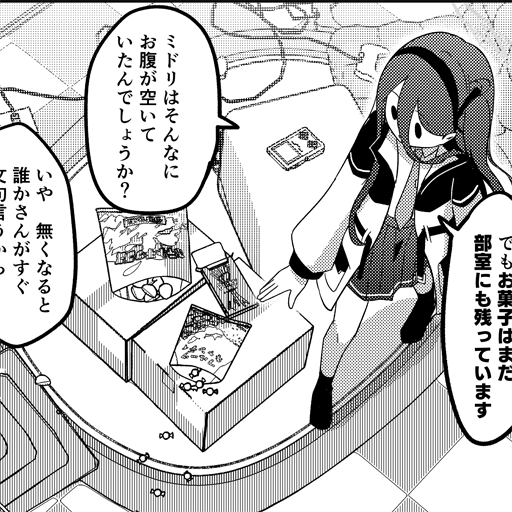 でもお菓子はまだ
部室にも残っています
ミドリはそんなに
お腹が空いて
いたんでしょうか?
いや 無くなると
誰かさんがすぐ
文句言うから